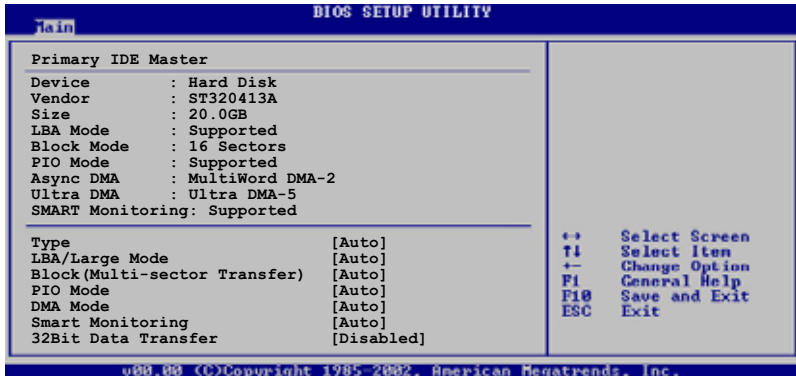 BIOS SETUP UTILITY
Main
Primary IDE Master
Device : Hard Disk
Vendor : ST320413A
Size : 20.0GB
LBA Mode : Supported
Block Mode : 16 Sectors
PIO Mode : Supported
Async DMA : MultiWord DMA-2
Ultra DMA : Ultra DMA-5
SMART Monitoring: Supported
Type [Auto]
LBA/Large Mode [Auto]
Block(Multi-sector Transfer) [Auto]
PIO Mode [Auto]
DMA Mode [Auto]
Smart Monitoring [Auto]
32Bit Data Transfer [Disabled]
↔ Select Screen
↑↓ Select Item
+- Change Option
F1 General Help
F10 Save and Exit
ESC Exit
v00.00 (C)Copyright 1985-2002, American Megatrends, Inc.